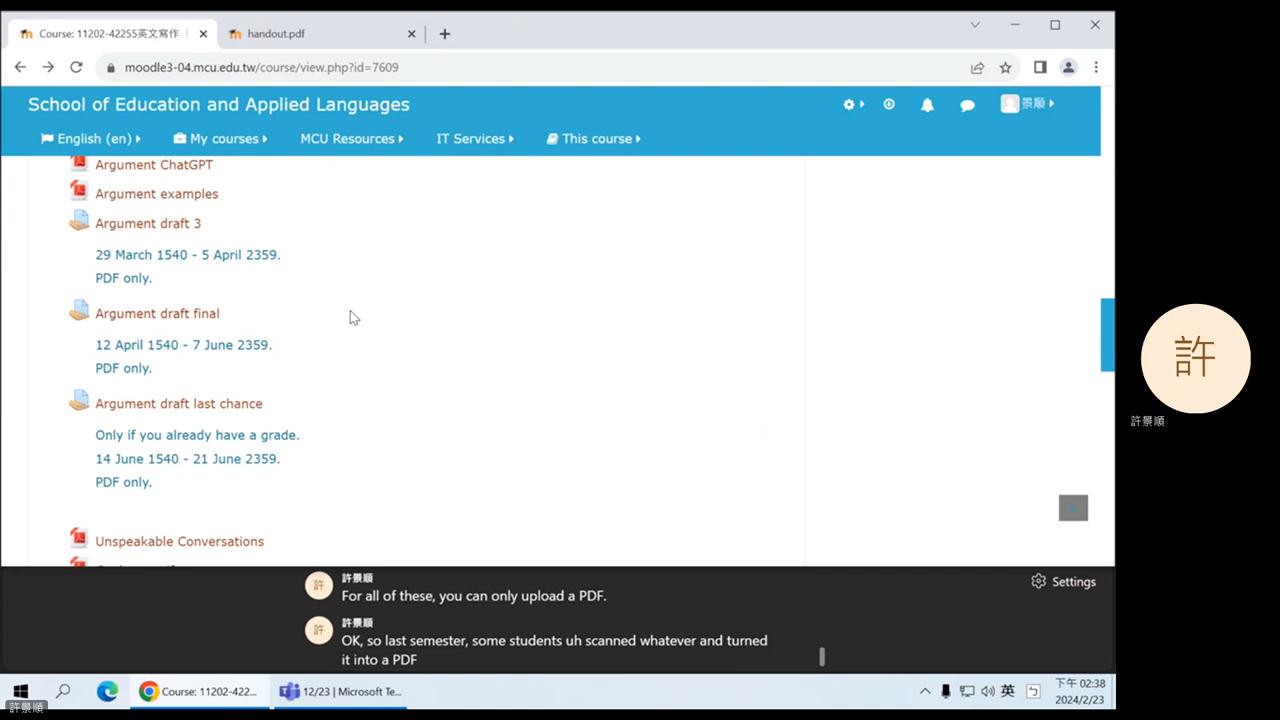 Course: 11202-42255英文寫作（
handout.pdf
moodle3-04.mcu.edu.tw/course/view.php?id=7609
School of Education and Applied Languages
景順
English (en)
My courses
MCU Resources
IT Services
This course
Argument ChatGPT
Argument examples
Argument draft 3
29 March 1540 - 5 April 2359.
PDF only.
Argument draft final
12 April 1540 - 7 June 2359.
PDF only.
Argument draft last chance
Only if you already have a grade.
14 June 1540 - 21 June 2359.
PDF only.
Unspeakable Conversations
許
許景順
許
許景順
For all of these, you can only upload a PDF.
Settings
許
許景順
OK, so last semester, some students uh scanned whatever and turned
it into a PDF
Course: 11202-422...
12/23 | Microsoft Te...
英
下午 02:38
2024/2/23
許景順